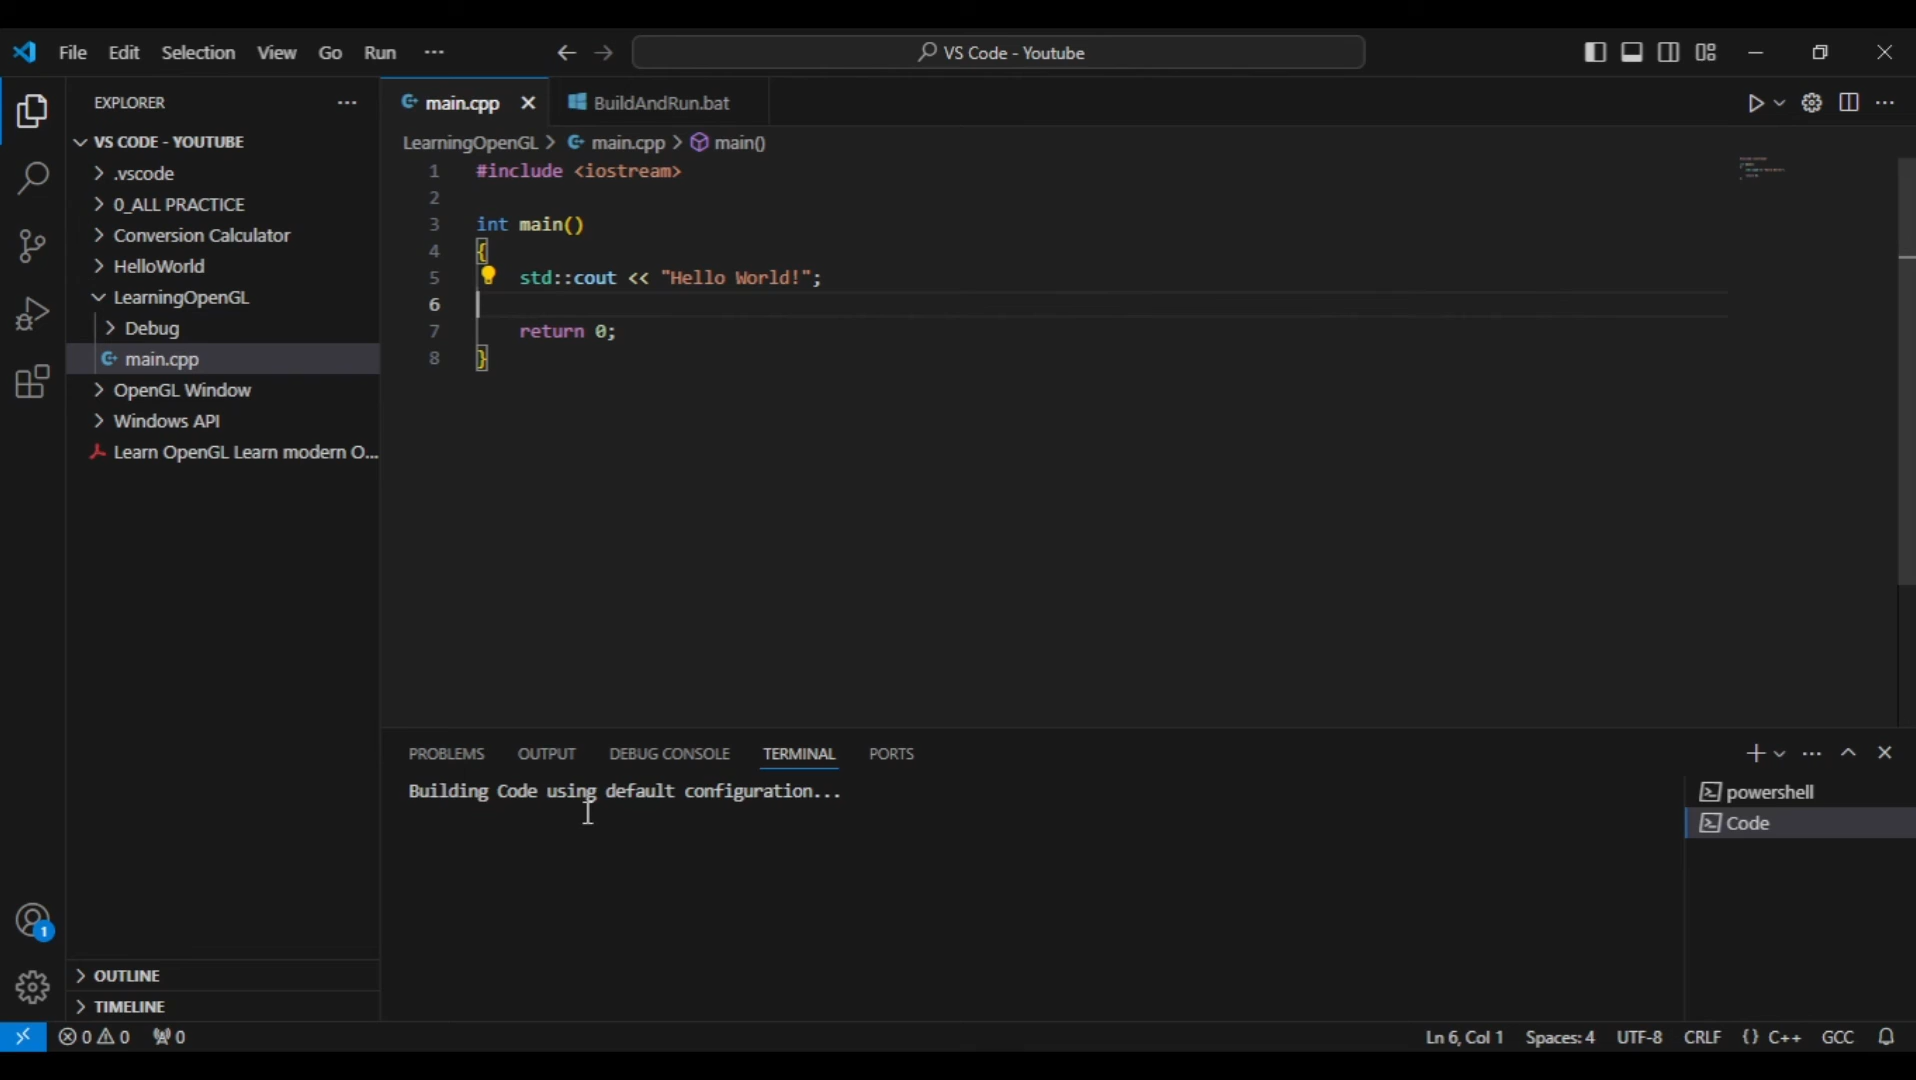 File Edit Selection View Go Run ··· VS Code - Youtube
EXPLORER ···
VS CODE - YOUTUBE
.vscode
0_ALL PRACTICE
Conversion Calculator
HelloWorld
LearningOpenGL
Debug
main.cpp
OpenGL Window
Windows API
Learn OpenGL Learn modern O...
OUTLINE
TIMELINE
main.cpp BuildAndRun.bat
LearningOpenGL > main.cpp > main()
1 #include <iostream>
2
3 int main()
4 {
5 std::cout << "Hello World!";
6
7 return 0;
8 }
PROBLEMS OUTPUT DEBUG CONSOLE TERMINAL PORTS
Building Code using default configuration...
powershell
Code
1
0 0 0 Ln 6, Col 1 Spaces: 4 UTF-8 CRLF {} C++ GCC